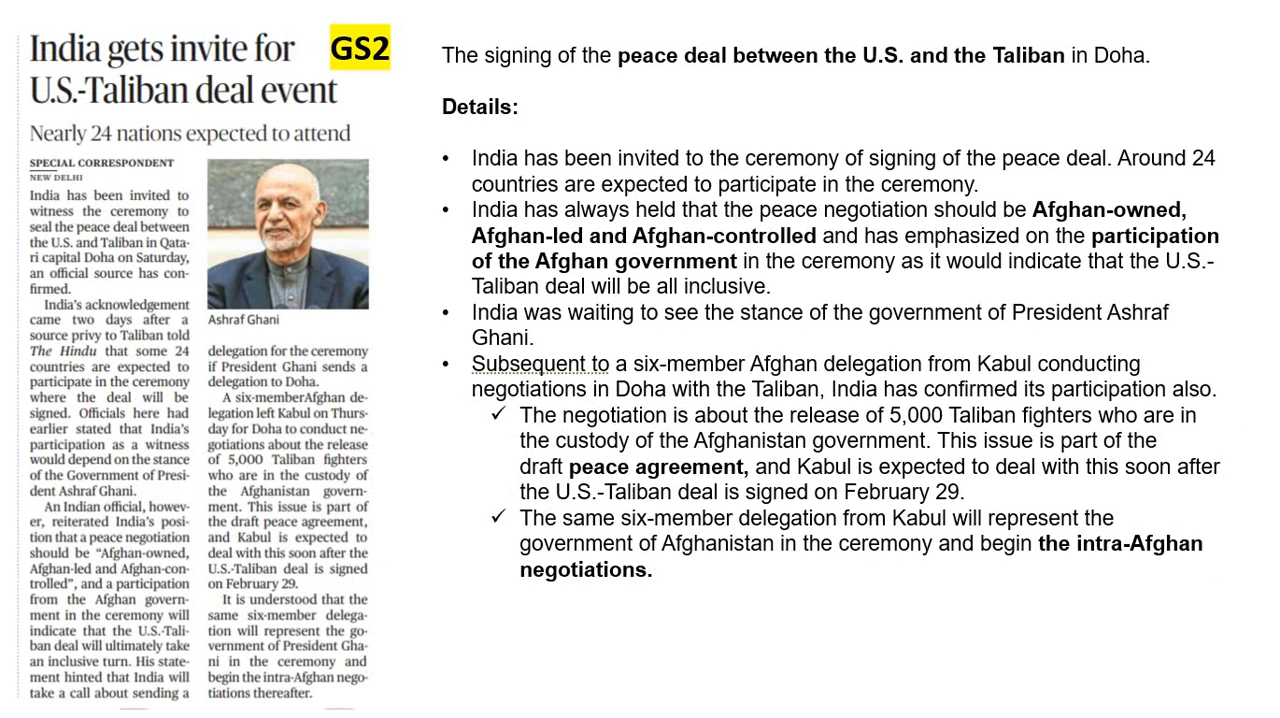 India gets invite for
GS2
U.S.-Taliban deal event
Nearly 24 nations expected to attend
SPECIAL CORRESPONDENT
NEW DELHI
India has been invited to
witness the ceremony to
seal the peace deal between
the U.S. and Taliban in Qata-
ri capital Doha on Saturday,
an official source has con-
firmed.
India's acknowledgement
came two days after a
source privy to Taliban told
The Hindu that some 24
countries are expected to
participate in the ceremony
where the deal will be
signed. Officials here had
earlier stated that India's
participation as a witness
would depend on the stance
of the Government of Presi-
dent Ashraf Ghani.
An Indian official, howev-
er, reiterated India's posi-
tion that a peace negotiation
should be "Afghan-owned,
Afghan-led and Afghan-con-
trolled", and a participation
from the Afghan govern-
ment in the ceremony will
indicate that the U.S.-Tali-
ban deal will ultimately take
an inclusive turn. His state-
ment hinted that India will
take a call about sending a
Ashraf Ghani
delegation for the ceremony
if President Ghani sends a
delegation to Doha.
A six-memberAfghan de-
legation left Kabul on Thurs-
day for Doha to conduct ne-
gotiations about the release
of 5,000 Taliban fighters
who are in the custody of
the Afghanistan govern-
ment. This issue is part of
the draft peace agreement,
and Kabul is expected to
deal with this soon after the
U.S.-Taliban deal is signed
on February 29.
It is understood that the
same six-member delega-
tion will represent the go-
vernment of President Gha-
ni in the ceremony and
begin the intra-Afghan nego-
tiations thereafter.
The signing of the peace deal between the U.S. and the Taliban in Doha.
Details:
• India has been invited to the ceremony of signing of the peace deal. Around 24
countries are expected to participate in the ceremony.
• India has always held that the peace negotiation should be Afghan-owned,
Afghan-led and Afghan-controlled and has emphasized on the participation
of the Afghan government in the ceremony as it would indicate that the U.S.-
Taliban deal will be all inclusive.
• India was waiting to see the stance of the government of President Ashraf
Ghani.
• Subsequent to a six-member Afghan delegation from Kabul conducting
negotiations in Doha with the Taliban, India has confirmed its participation also.
✓ The negotiation is about the release of 5,000 Taliban fighters who are in
the custody of the Afghanistan government. This issue is part of the
draft peace agreement, and Kabul is expected to deal with this soon after
the U.S.-Taliban deal is signed on February 29.
✓ The same six-member delegation from Kabul will represent the
government of Afghanistan in the ceremony and begin the intra-Afghan
negotiations.